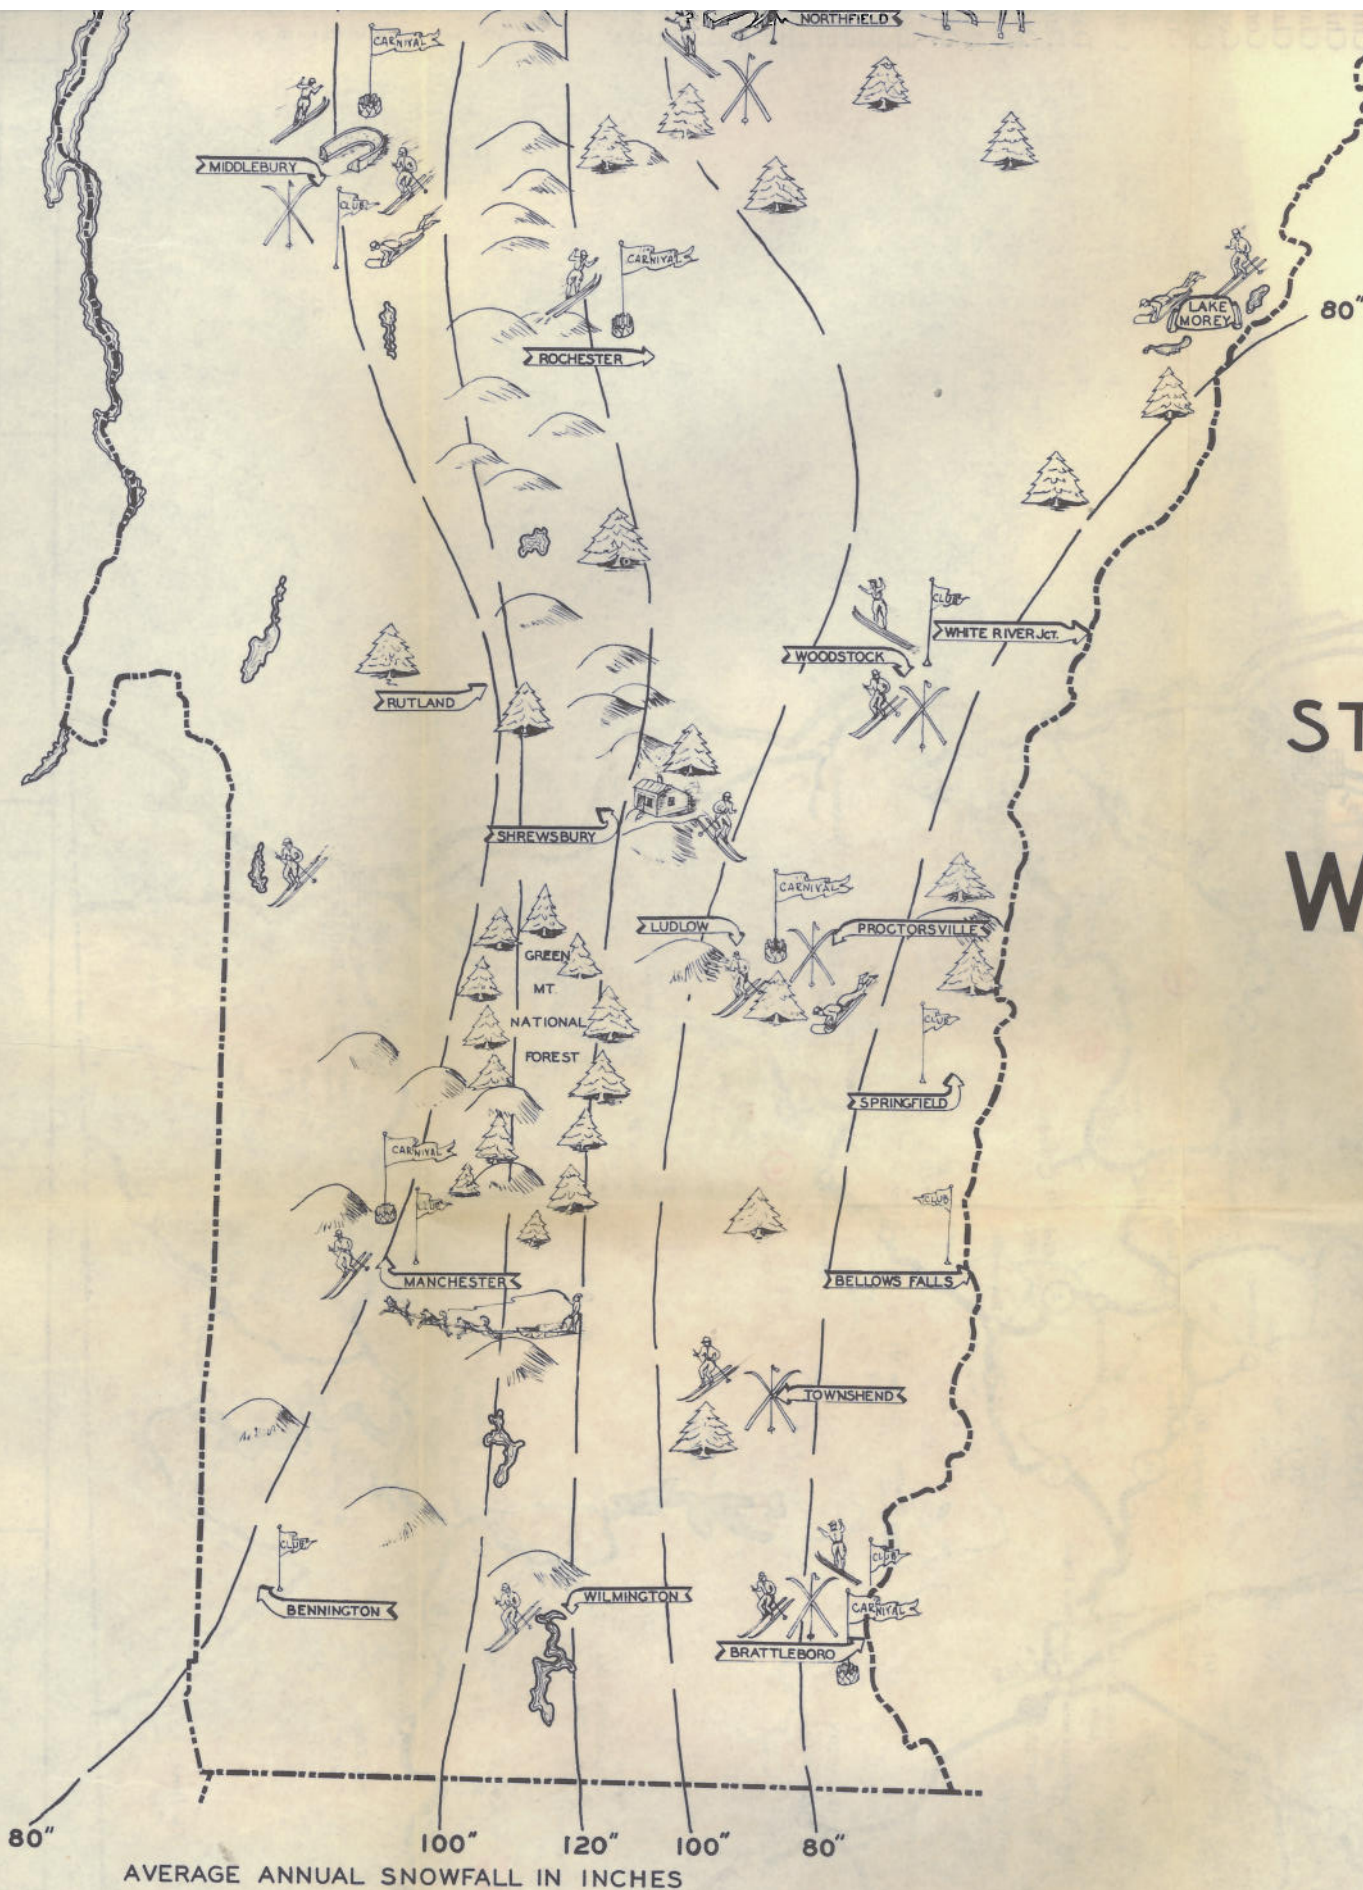 NORTHFIELD
CARNIVAL
MIDDLEBURY
CLUB
CARNIVAL
LAKE
MOREY
80"
ROCHESTER
CLUB
WHITE RIVER JCT.
WOODSTOCK
RUTLAND
ST
SHREWSBURY
W
CARNIVAL
LUDLOW
PROCTORSVILLE
GREEN
MT.
NATIONAL
FOREST
CLUB
SPRINGFIELD
CARNIVAL
CLUB
CLUB
MANCHESTER
BELLOWS FALLS
TOWNSHEND
CLUB
CLUB
BENNINGTON
WILMINGTON
CARNIVAL
BRATTLEBORO
80" 100" 120" 100" 80"
AVERAGE ANNUAL SNOWFALL IN INCHES